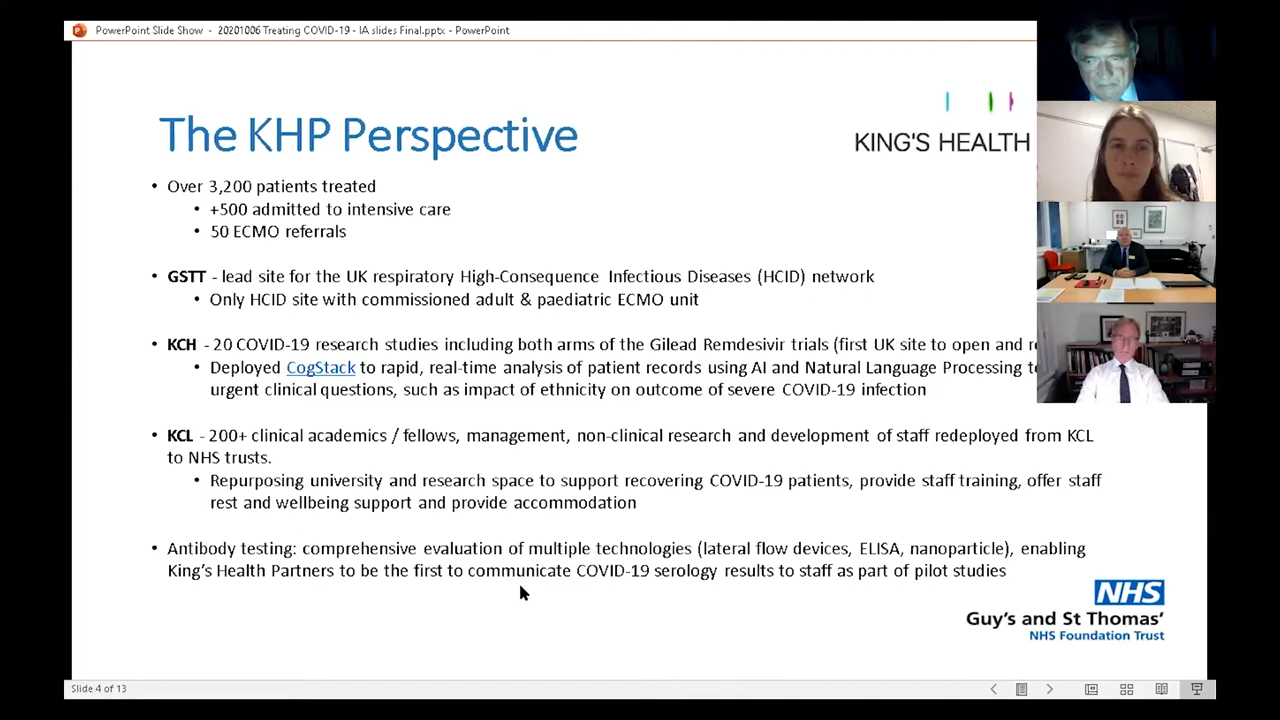 PowerPoint Slide Show - 20201006 Treating COVID-19 - IA slides Final.pptx - PowerPoint
The KHP Perspective
KING'S HEALTH
• Over 3,200 patients treated
• +500 admitted to intensive care
• 50 ECMO referrals
• GSTT - lead site for the UK respiratory High-Consequence Infectious Diseases (HCID) network
• Only HCID site with commissioned adult & paediatric ECMO unit
• KCH - 20 COVID-19 research studies including both arms of the Gilead Remdesivir trials (first UK site to open and
• Deployed CogStack to rapid, real-time analysis of patient records using AI and Natural Language Processing
urgent clinical questions, such as impact of ethnicity on outcome of severe COVID-19 infection
• KCL - 200+ clinical academics / fellows, management, non-clinical research and development of staff redeployed from KCL
to NHS trusts.
• Repurposing university and research space to support recovering COVID-19 patients, provide staff training, offer staff
rest and wellbeing support and provide accommodation
• Antibody testing: comprehensive evaluation of multiple technologies (lateral flow devices, ELISA, nanoparticle), enabling
King's Health Partners to be the first to communicate COVID-19 serology results to staff as part of pilot studies
NHS
Guy's and St Thomas'
NHS Foundation Trust
Slide 4 of 13